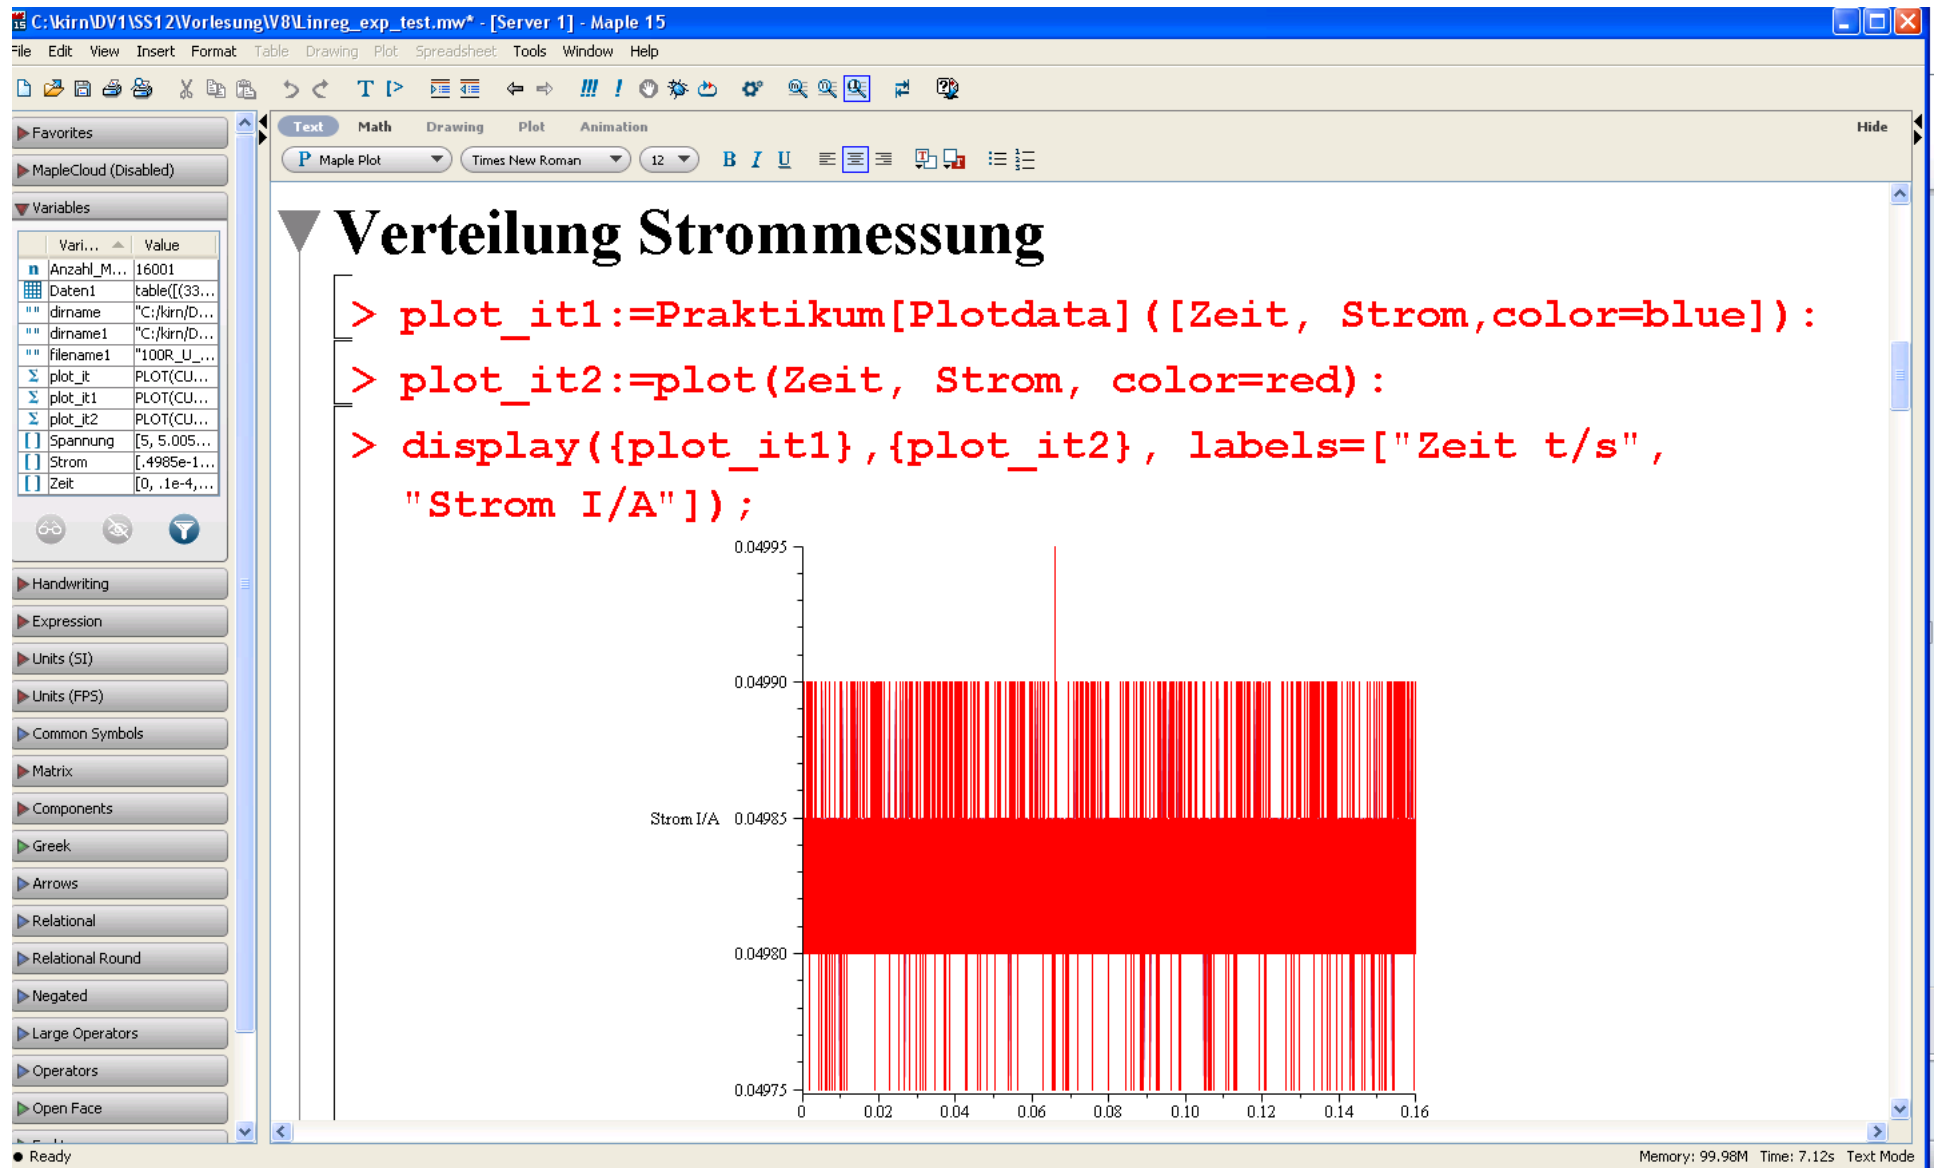 C:\kirn\DV1\SS12\Vorlesung\V8\Linreg_exp_test.mw* - [Server 1] - Maple 15
File Edit View Insert Format Table Drawing Plot Spreadsheet Tools Window Help
Favorites
MapleCloud (Disabled)
Variables
Vari... Value
n Anzahl_M... 16001
Daten1 table([(33...
"" dirname "C:/kirn/D...
"" dirname1 "C:/kirn/D...
"" filename1 "100R_U_...
Σ plot_it PLOT(CU...
Σ plot_it1 PLOT(CU...
Σ plot_it2 PLOT(CU...
[] Spannung [5, 5.005...
[] Strom [.4985e-1...
[] Zeit [0, .1e-4,...
Handwriting
Expression
Units (SI)
Units (FPS)
Common Symbols
Matrix
Components
Greek
Arrows
Relational
Relational Round
Negated
Large Operators
Operators
Open Face
Text Math Drawing Plot Animation Hide
P Maple Plot Times New Roman 12 B I U
Verteilung Strommessung
> plot_it1:=Praktikum[Plotdata]([Zeit, Strom,color=blue]):
> plot_it2:=plot(Zeit, Strom, color=red):
> display({plot_it1},{plot_it2}, labels=["Zeit t/s",
"Strom I/A"]);
0.04995
0.04990
Strom I/A 0.04985
0.04980
0.04975
0 0.02 0.04 0.06 0.08 0.10 0.12 0.14 0.16
Ready
Memory: 99.98M Time: 7.12s Text Mode